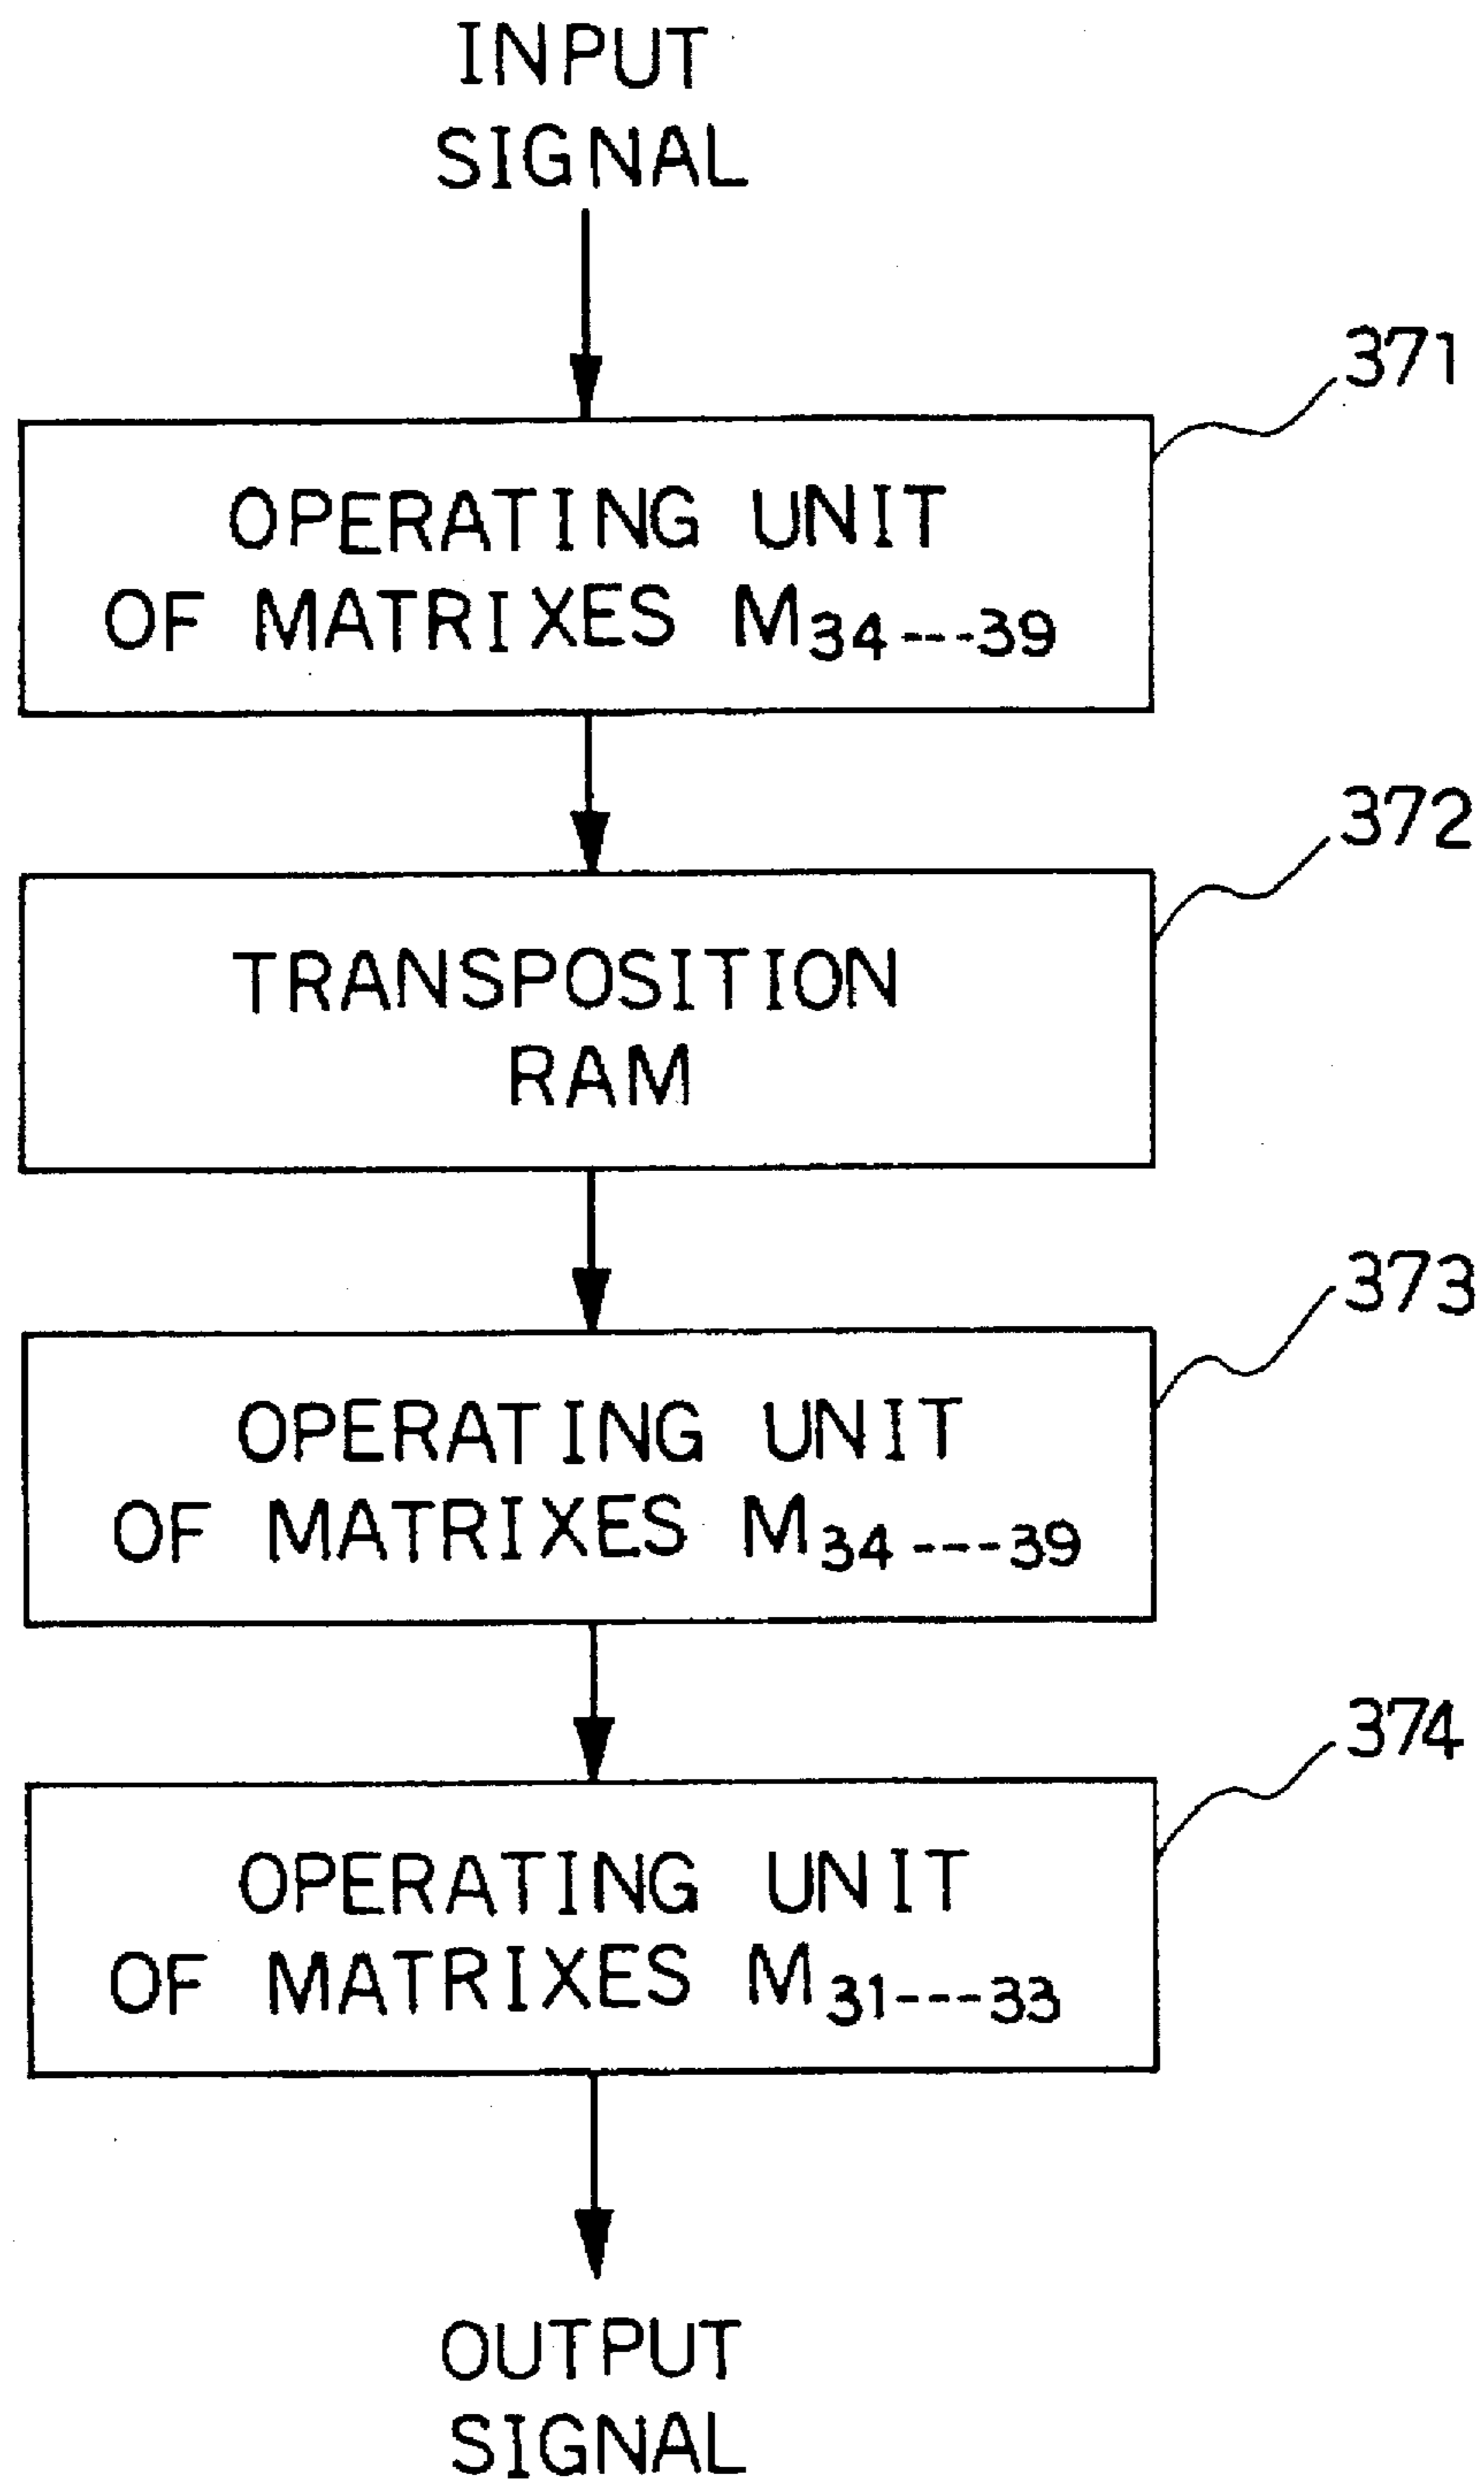 INPUT
SIGNAL
371
OPERATING UNIT
OF MATRIXES M34---39
372
TRANSPOSITION
RAM
373
OPERATING UNIT
OF MATRIXES M34---39
374
OPERATING UNIT
OF MATRIXES M31---33
OUTPUT
SIGNAL